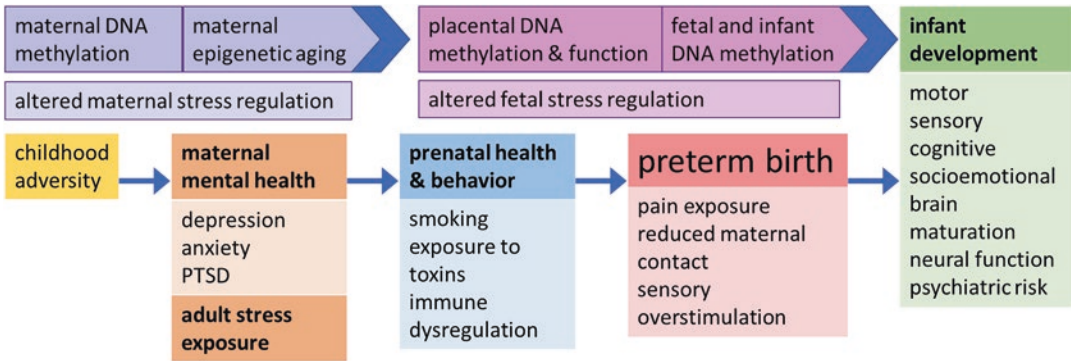 maternal DNA
methylation
maternal
epigenetic aging
placental DNA
methylation & function
fetal and infant
DNA methylation
altered maternal stress regulation
altered fetal stress regulation
childhood
adversity
maternal
mental health
depression
anxiety
PTSD
adult stress
exposure
prenatal health
& behavior
smoking
exposure to
toxins
immune
dysregulation
preterm birth
pain exposure
reduced maternal
contact
sensory
overstimulation
infant
development
motor
sensory
cognitive
socioemotional
brain
maturation
neural function
psychiatric risk